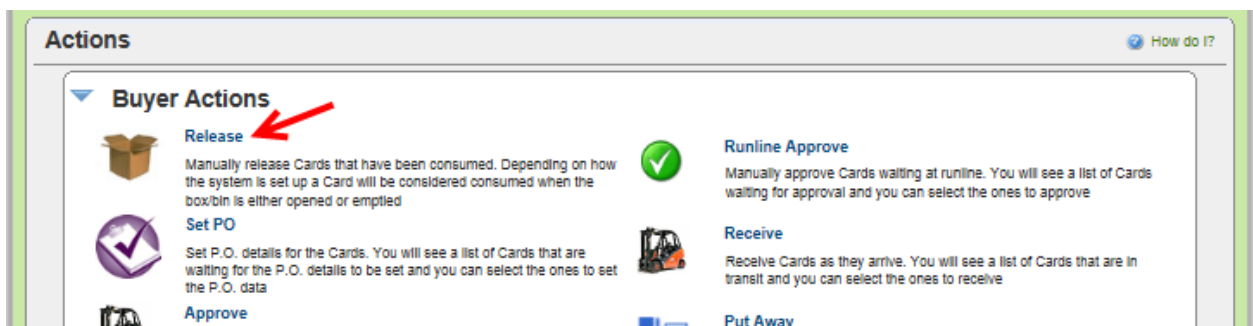 Actions
How do I?
Buyer Actions
Release
Manually release Cards that have been consumed. Depending on how
the system is set up a Card will be considered consumed when the
box/bin is either opened or emptied
Runline Approve
Manually approve Cards waiting at runline. You will see a list of Cards
waiting for approval and you can select the ones to approve
Set PO
Set P.O. details for the Cards. You will see a list of Cards that are
waiting for the P.O. details to be set and you can select the ones to set
the P.O. data
Receive
Receive Cards as they arrive. You will see a list of Cards that are in
transit and you can select the ones to receive
Approve
Put Away